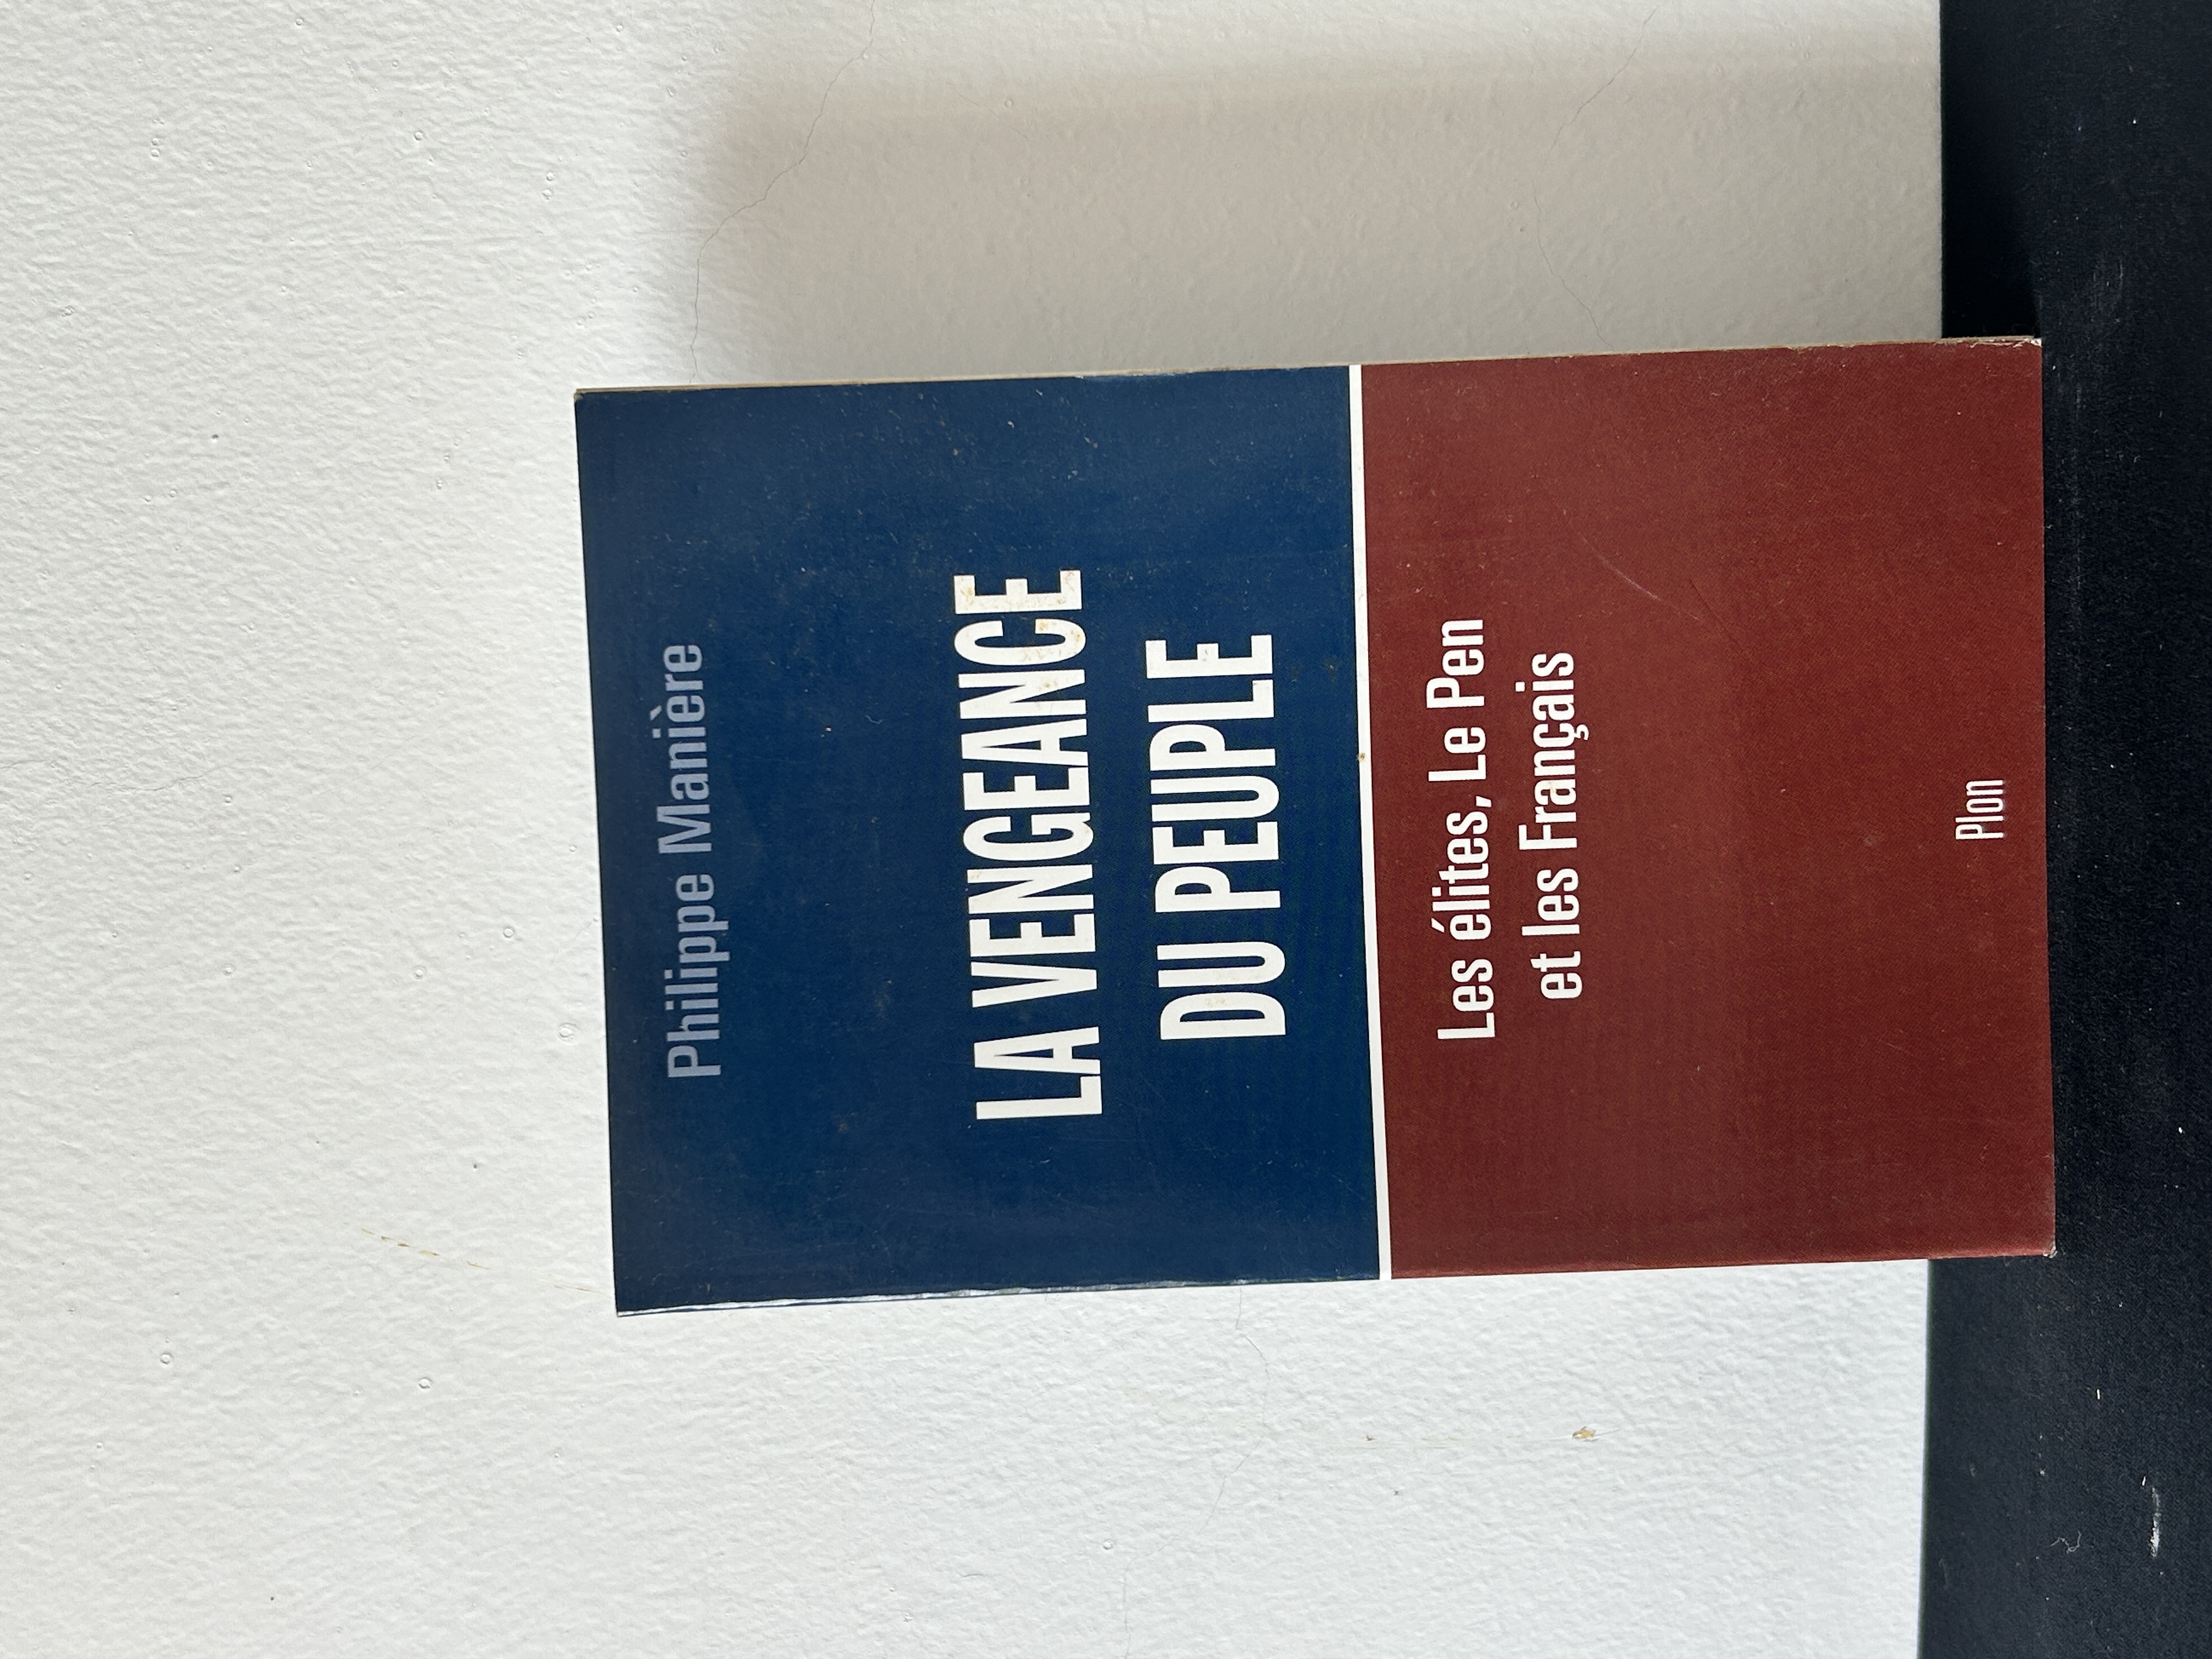 Philippe Manière
LA VENGEANCE
DU PEUPLE
Les élites, Le Pen
et les Français
Plon